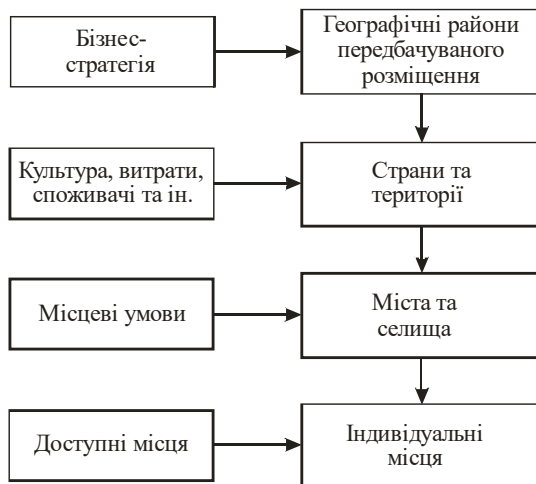 Бізнес-
стратегія
Географічні райони
передбачуваного
розміщення
Культура, витрати,
споживачі та ін.
Страни та
території
Місцеві умови
Міста та
селища
Доступні місця
Індивідуальні
місця